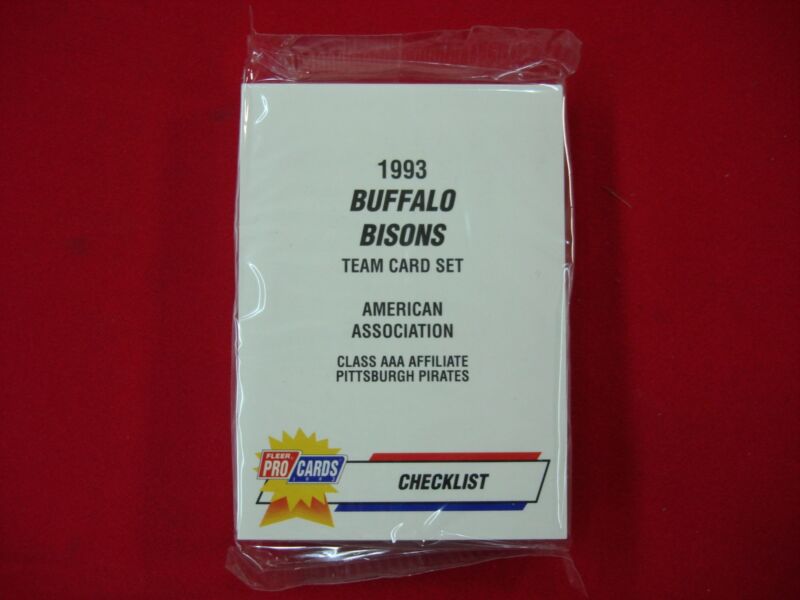 1993
BUFFALO
BISONS
TEAM CARD SET
AMERICAN
ASSOCIATION
CLASS AAA AFFILIATE
PITTSBURGH PIRATES
FLEER
PRO CARDS
CHECKLIST